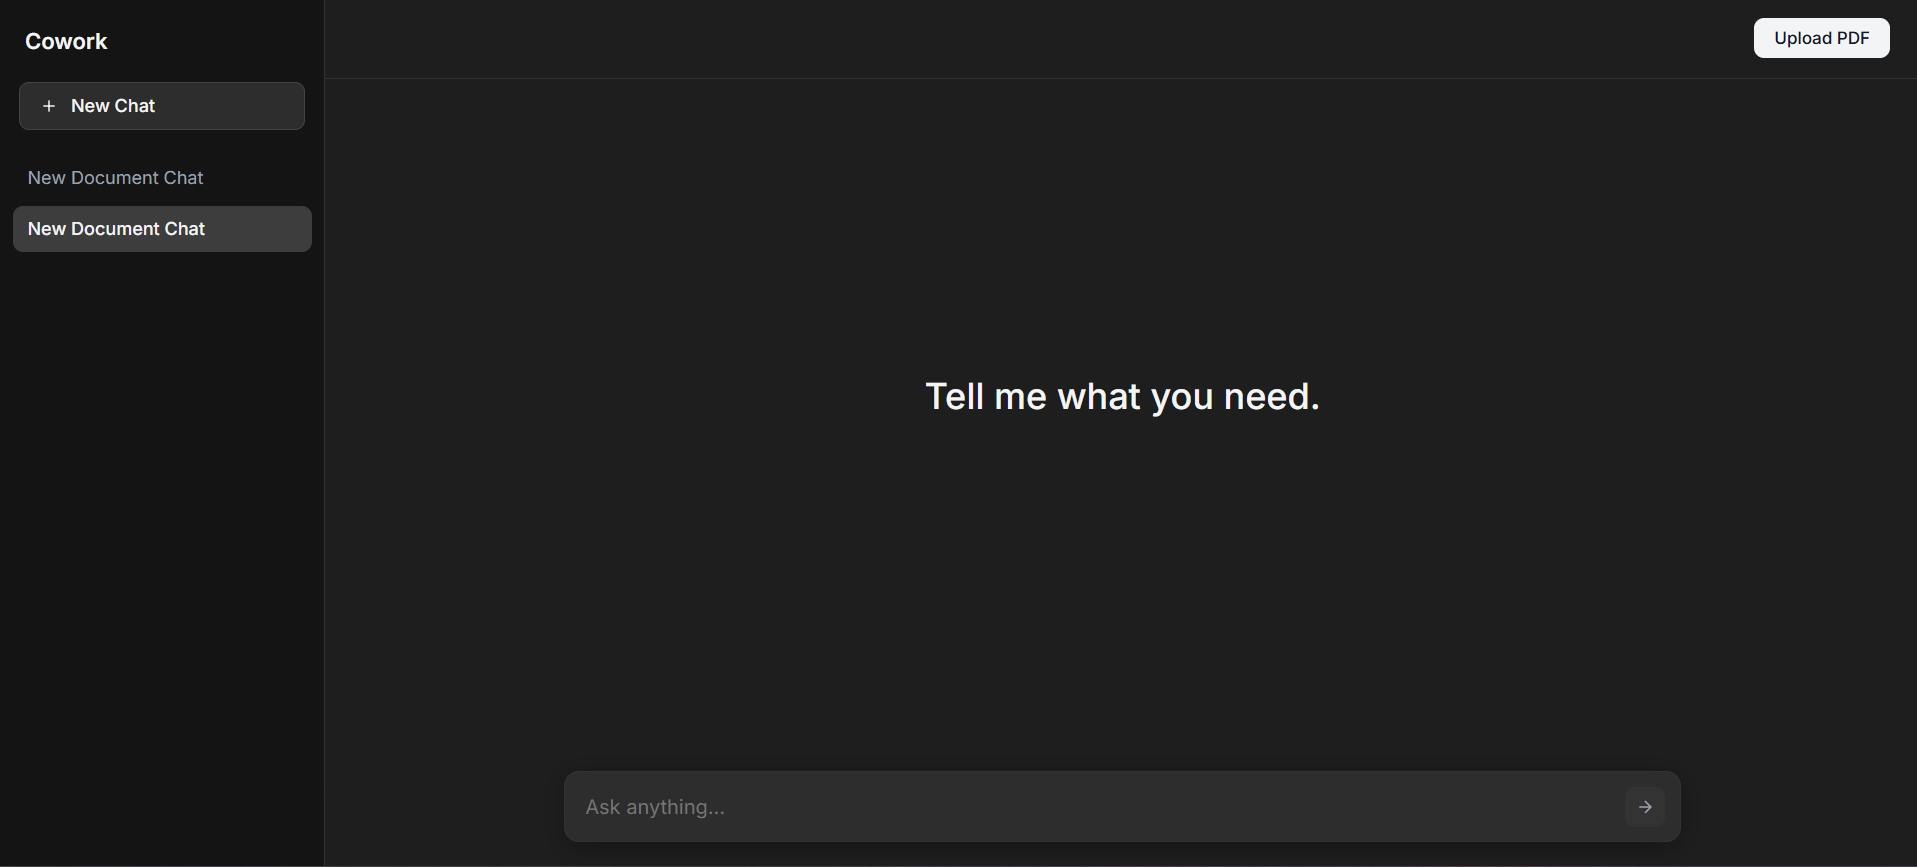 Cowork
Upload PDF
+ New Chat
New Document Chat
New Document Chat
Tell me what you need.
Ask anything...